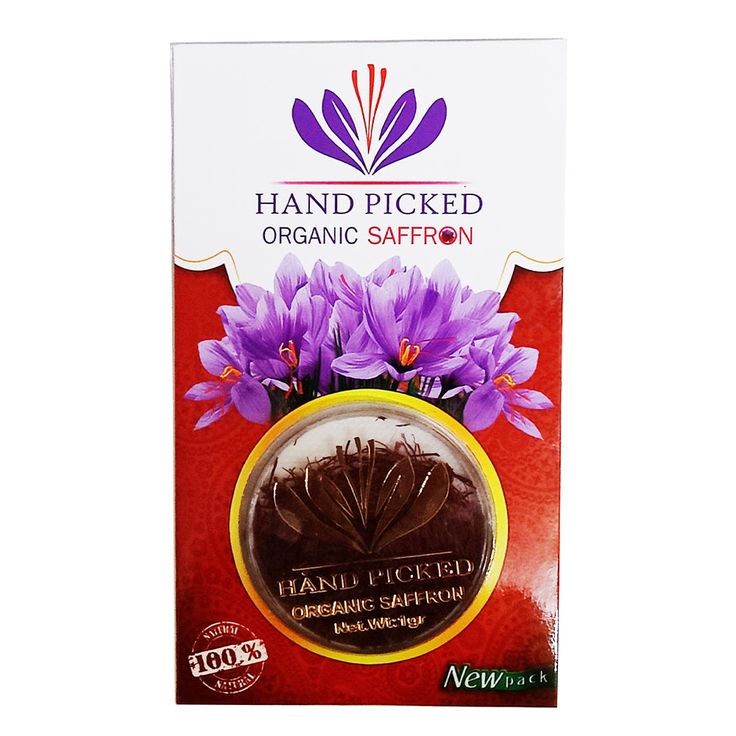 HAND PICKED
ORGANIC SAFFRON
HAND PICKED
ORGANIC SAFFRON
Net.Wt:1gr
NATURAL
100 %
NATURAL
New pack